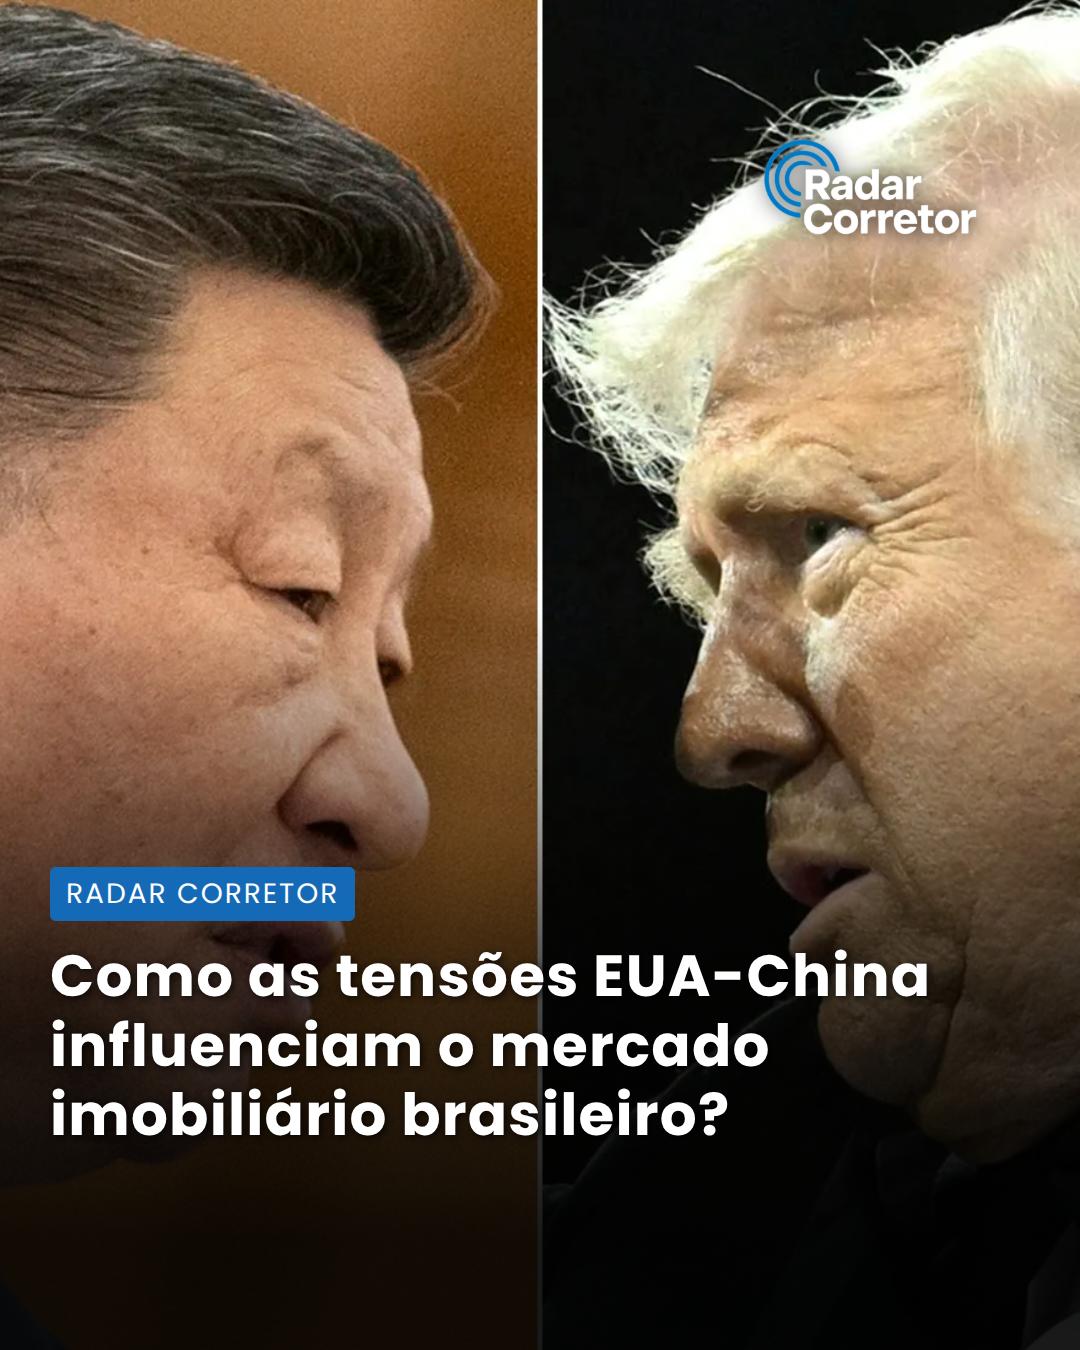 Radar
Corretor
RADAR CORRETOR
Como as tensões EUA-China
influenciam o mercado
imobiliário brasileiro?